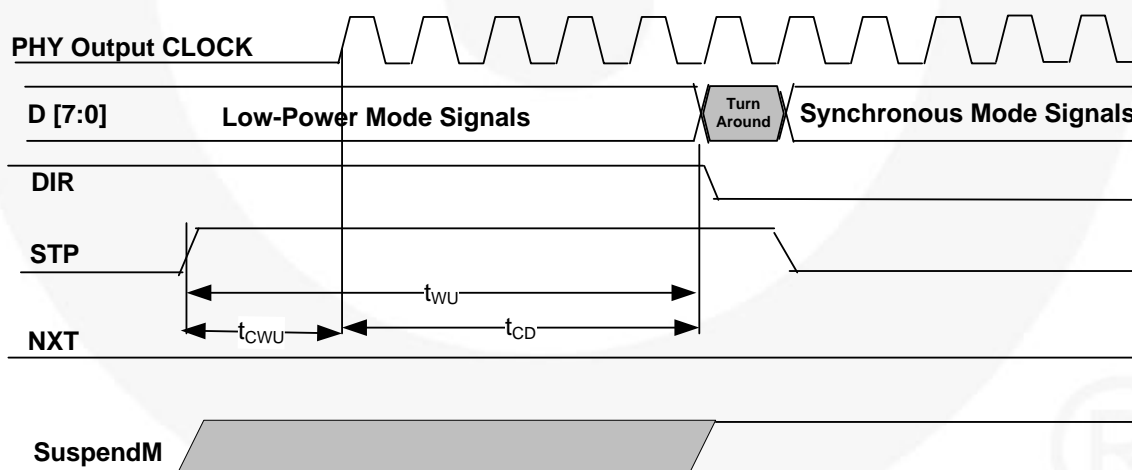 PHY Output CLOCK
D [7:0]
Low-Power Mode Signals
Turn
Around
Synchronous Mode Signals
DIR
STP
tWU
tCWU
tCD
NXT
SuspendM
®